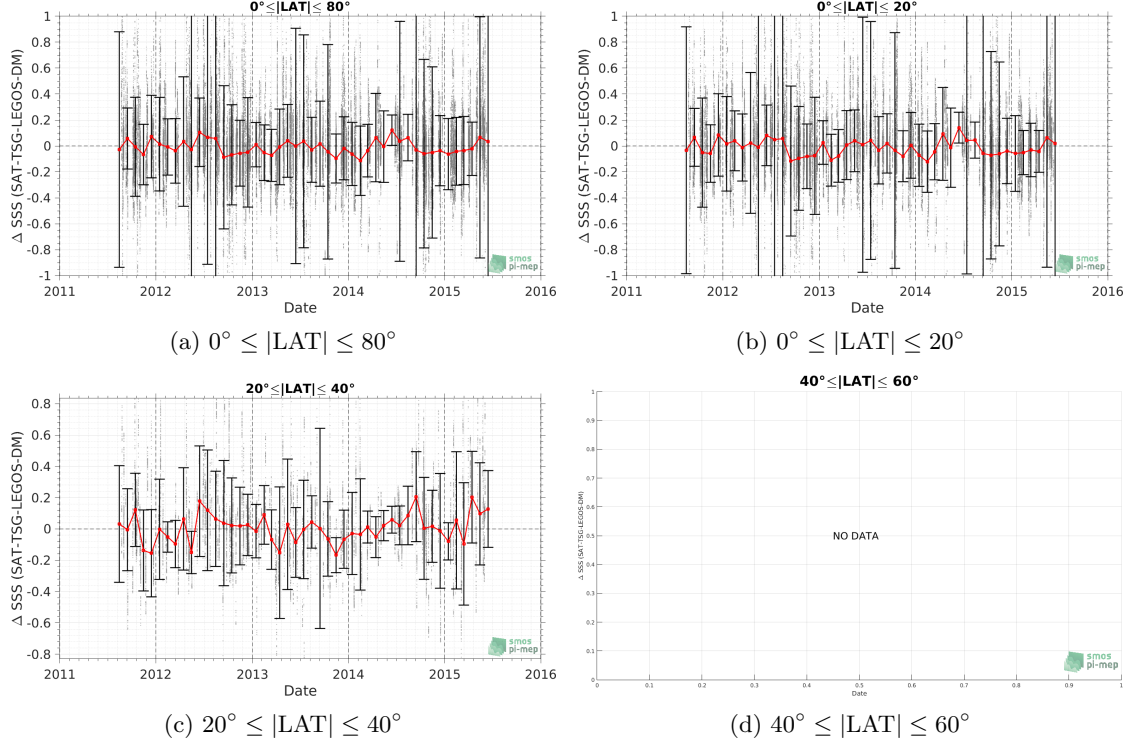 0°≤|LAT|≤ 80°
Δ SSS (SAT-TSG-LEGOS-DM)
1
0.8
0.6
0.4
0.2
0
-0.2
-0.4
-0.6
-0.8
-1
2011 2012 2013 2014 2015 2016
Date
smos
pi-mep
(a) 0° ≤ |LAT| ≤ 80°
0°≤|LAT|≤ 20°
Δ SSS (SAT-TSG-LEGOS-DM)
1
0.8
0.6
0.4
0.2
0
-0.2
-0.4
-0.6
-0.8
-1
2011 2012 2013 2014 2015 2016
Date
smos
pi-mep
(b) 0° ≤ |LAT| ≤ 20°
20°≤|LAT|≤ 40°
Δ SSS (SAT-TSG-LEGOS-DM)
0.8
0.6
0.4
0.2
0
-0.2
-0.4
-0.6
-0.8
2011 2012 2013 2014 2015 2016
Date
smos
pi-mep
(c) 20° ≤ |LAT| ≤ 40°
40°≤|LAT|≤ 60°
Δ SSS (SAT-TSG-LEGOS-DM)
1
0.9
0.8
0.7
0.6
0.5
0.4
0.3
0.2
0.1
0
NO DATA
0 0.1 0.2 0.3 0.4 0.5 0.6 0.7 0.8 0.9 1
Date
smos
pi-mep
(d) 40° ≤ |LAT| ≤ 60°